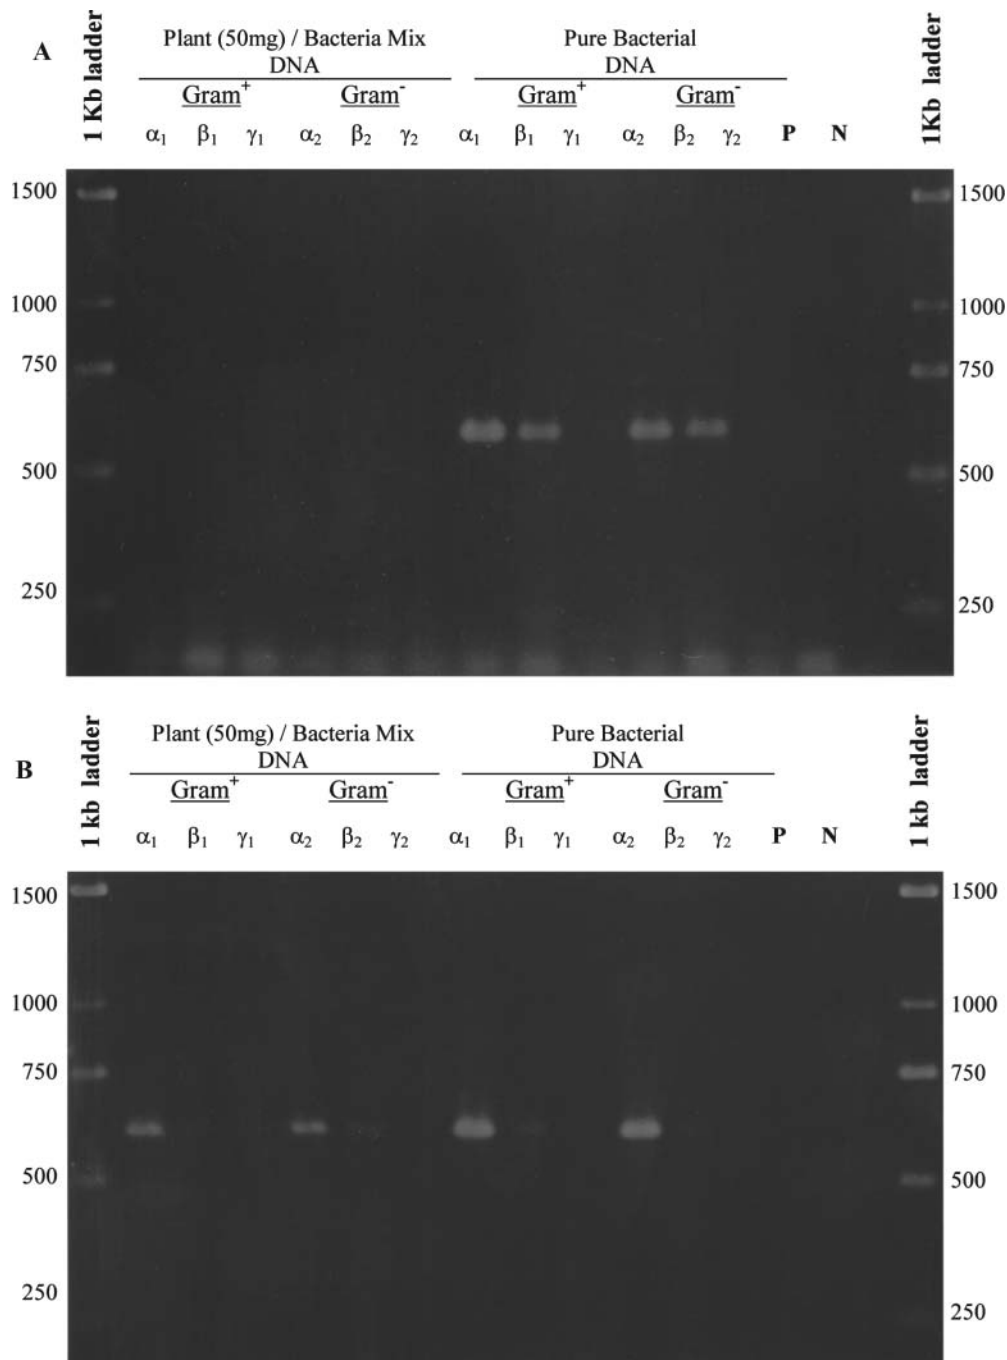 A
1 Kb ladder
Plant (50mg) / Bacteria Mix
DNA
Pure Bacterial
DNA
1Kb ladder
Gram⁺ Gram⁻ Gram⁺ Gram⁻
α₁ β₁ γ₁ α₂ β₂ γ₂ α₁ β₁ γ₁ α₂ β₂ γ₂ P N
1500 1500
1000 1000
750 750
500 500
250 250
B
1 kb ladder
Plant (50mg) / Bacteria Mix
DNA
Pure Bacterial
DNA
1 kb ladder
Gram⁺ Gram⁻ Gram⁺ Gram⁻
α₁ β₁ γ₁ α₂ β₂ γ₂ α₁ β₁ γ₁ α₂ β₂ γ₂ P N
1500 1500
1000 1000
750 750
500 500
250 250